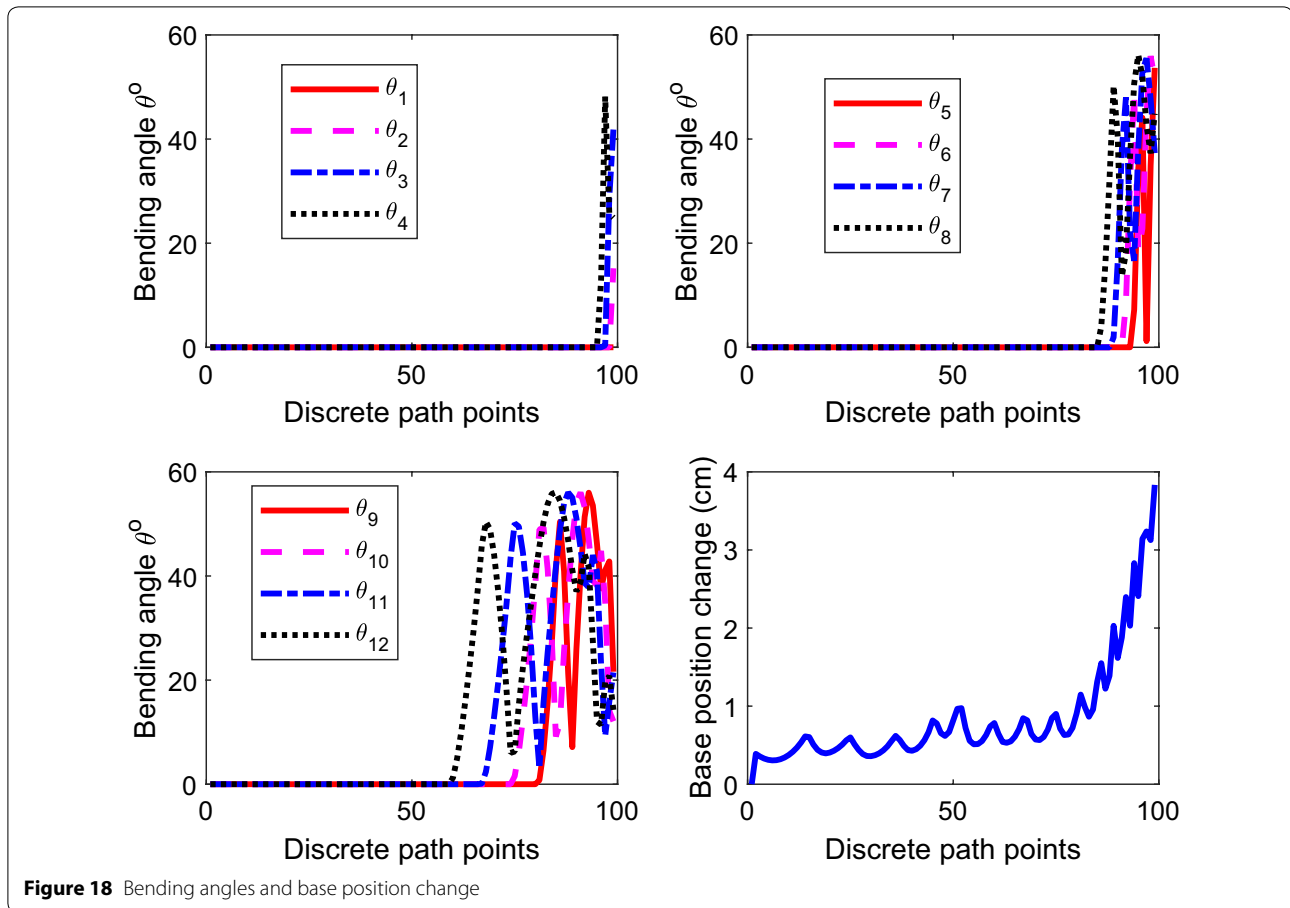 60
40
20
0
Bending angle θ°
θ1
θ2
θ3
θ4
0
50
100
Discrete path points
60
40
20
0
Bending angle θ°
θ5
θ6
θ7
θ8
0
50
100
Discrete path points
60
40
20
0
Bending angle θ°
θ9
θ10
θ11
θ12
0
50
100
Discrete path points
4
3
2
1
0
Base position change (cm)
0
50
100
Discrete path points
Figure 18 Bending angles and base position change